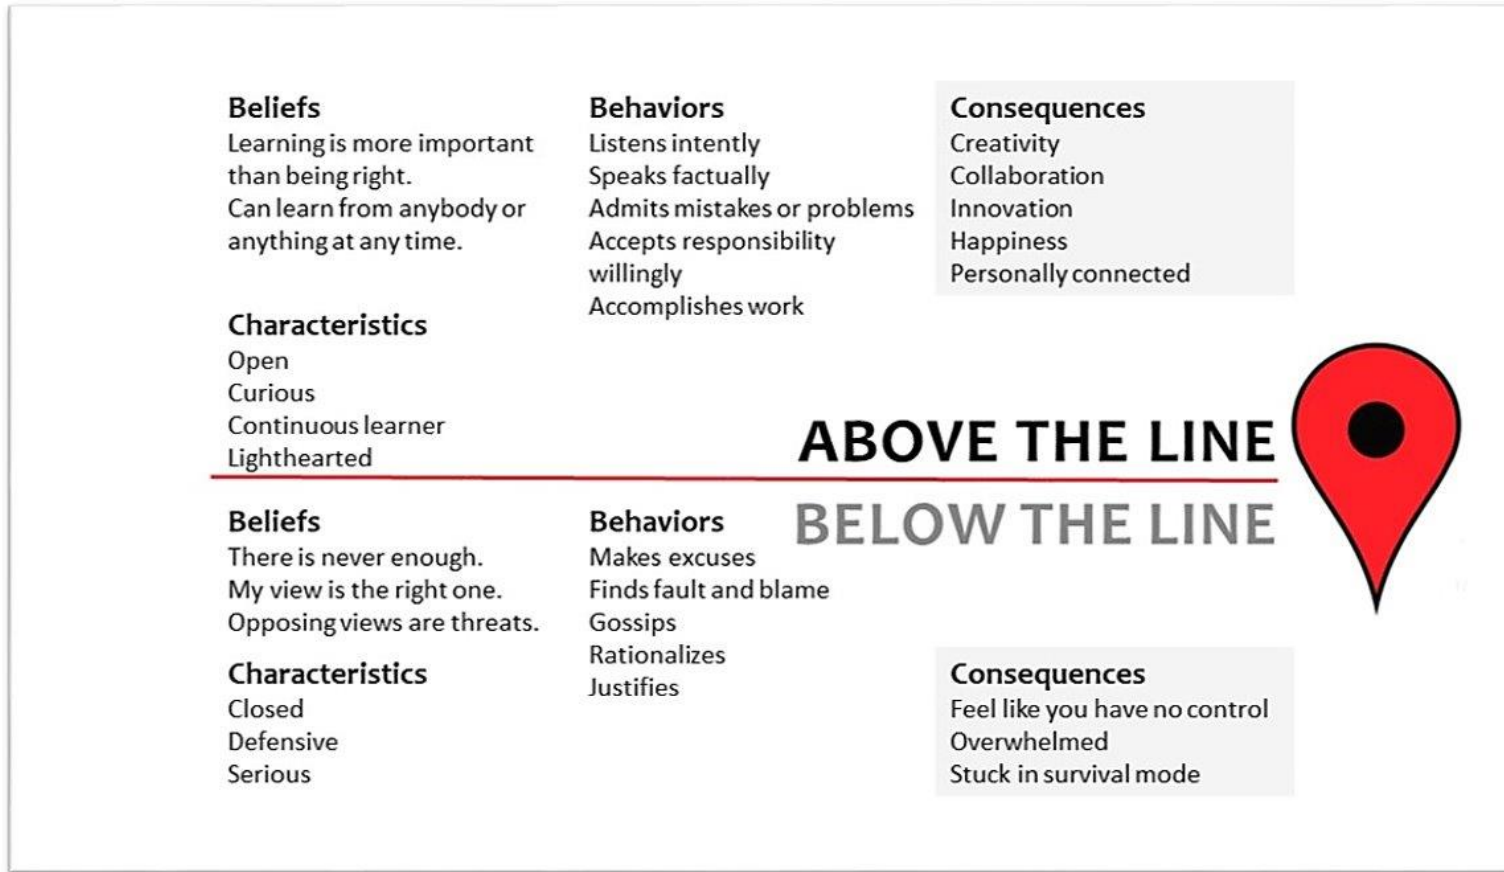 Beliefs
Learning is more important
than being right.
Can learn from anybody or
anything at any time.
Characteristics
Open
Curious
Continuous learner
Lighthearted
Behaviors
Listens intently
Speaks factually
Admits mistakes or problems
Accepts responsibility
willingly
Accomplishes work
Consequences
Creativity
Collaboration
Innovation
Happiness
Personally connected
ABOVE THE LINE
BELOW THE LINE
Beliefs
There is never enough.
My view is the right one.
Opposing views are threats.
Characteristics
Closed
Defensive
Serious
Behaviors
Makes excuses
Finds fault and blame
Gossips
Rationalizes
Justifies
Consequences
Feel like you have no control
Overwhelmed
Stuck in survival mode